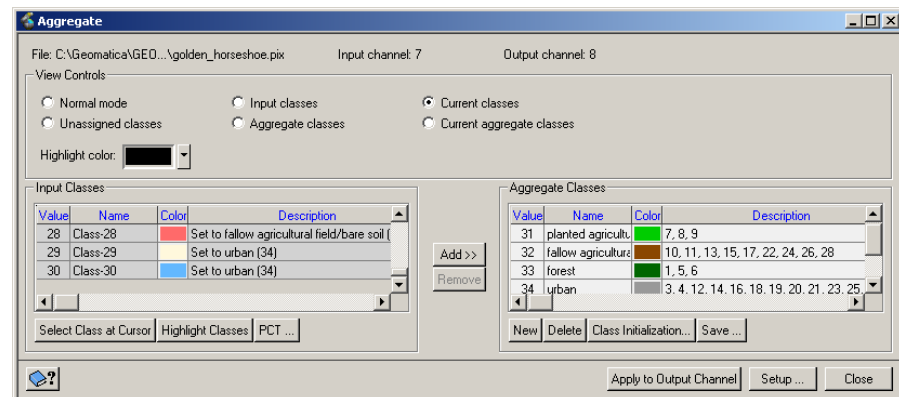 Aggregate
File: C:\Geomatica\GEO...\golden_horseshoe.pix Input channel: 7 Output channel: 8
View Controls
Normal mode Input classes Current classes
Unassigned classes Aggregate classes Current aggregate classes
Highlight color:
Input Classes Aggregate Classes
Value Name Color Description
28 Class-28 Set to fallow agricultural field/bare soil (
29 Class-29 Set to urban (34)
30 Class-30 Set to urban (34)
Add >>
Remove
Value Name Color Description
31 planted agricultu 7, 8, 9
32 fallow agricultura 10, 11, 13, 15, 17, 22, 24, 26, 28
33 forest 1, 5, 6
34 urban 3, 4, 12, 14, 16, 18, 19, 20, 21, 23, 25,
Select Class at Cursor Highlight Classes PCT ... New Delete Class Initialization... Save ...
? Apply to Output Channel Setup ... Close